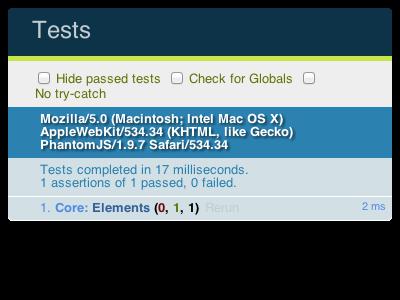 Tests
Hide passed tests Check for Globals
No try-catch
Mozilla/5.0 (Macintosh; Intel Mac OS X)
AppleWebKit/534.34 (KHTML, like Gecko)
PhantomJS/1.9.7 Safari/534.34
Tests completed in 17 milliseconds.
1 assertions of 1 passed, 0 failed.
1. Core: Elements (0, 1, 1) Rerun 2 ms